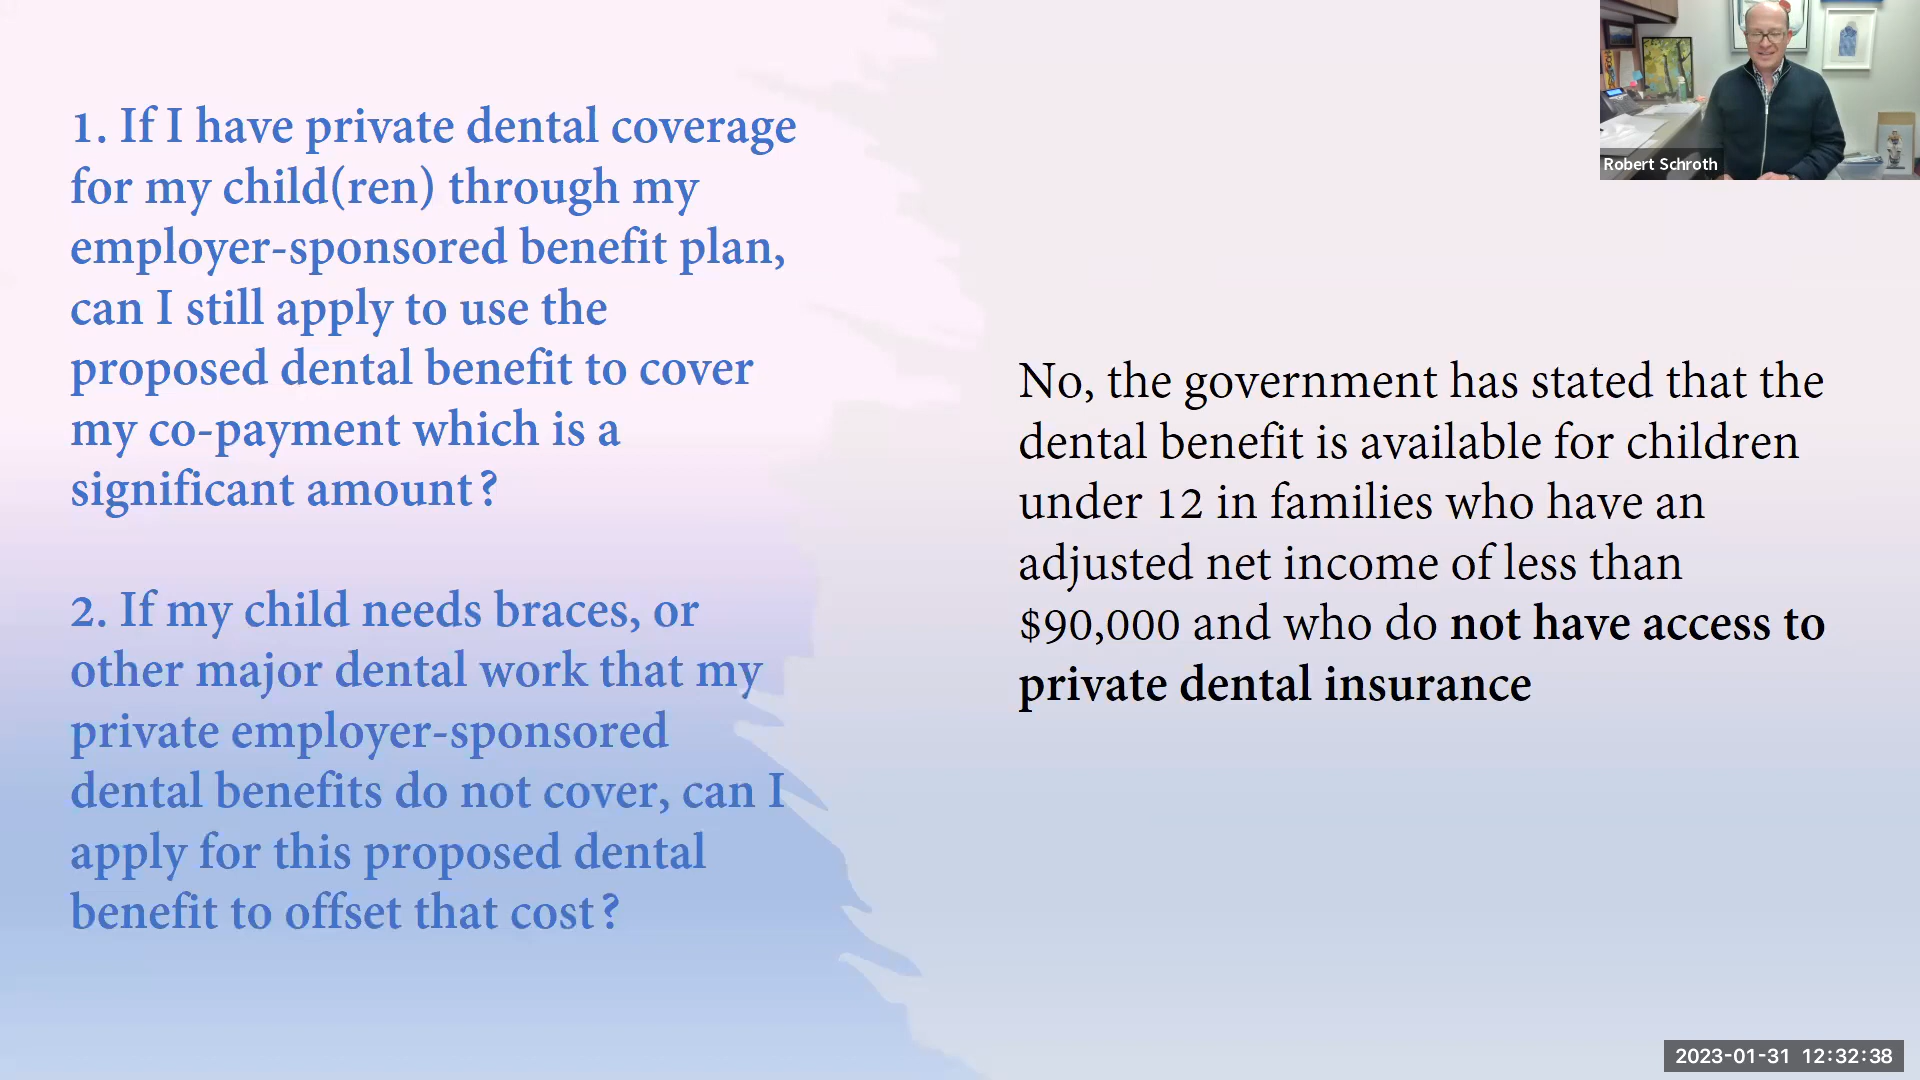 1. If I have private dental coverage
for my child(ren) through my
employer-sponsored benefit plan,
can I still apply to use the
proposed dental benefit to cover
my co-payment which is a
significant amount?
2. If my child needs braces, or
other major dental work that my
private employer-sponsored
dental benefits do not cover, can I
apply for this proposed dental
benefit to offset that cost?
No, the government has stated that the
dental benefit is available for children
under 12 in families who have an
adjusted net income of less than
$90,000 and who do not have access to
private dental insurance
Robert Schroth
2023-01-31 12:32:38